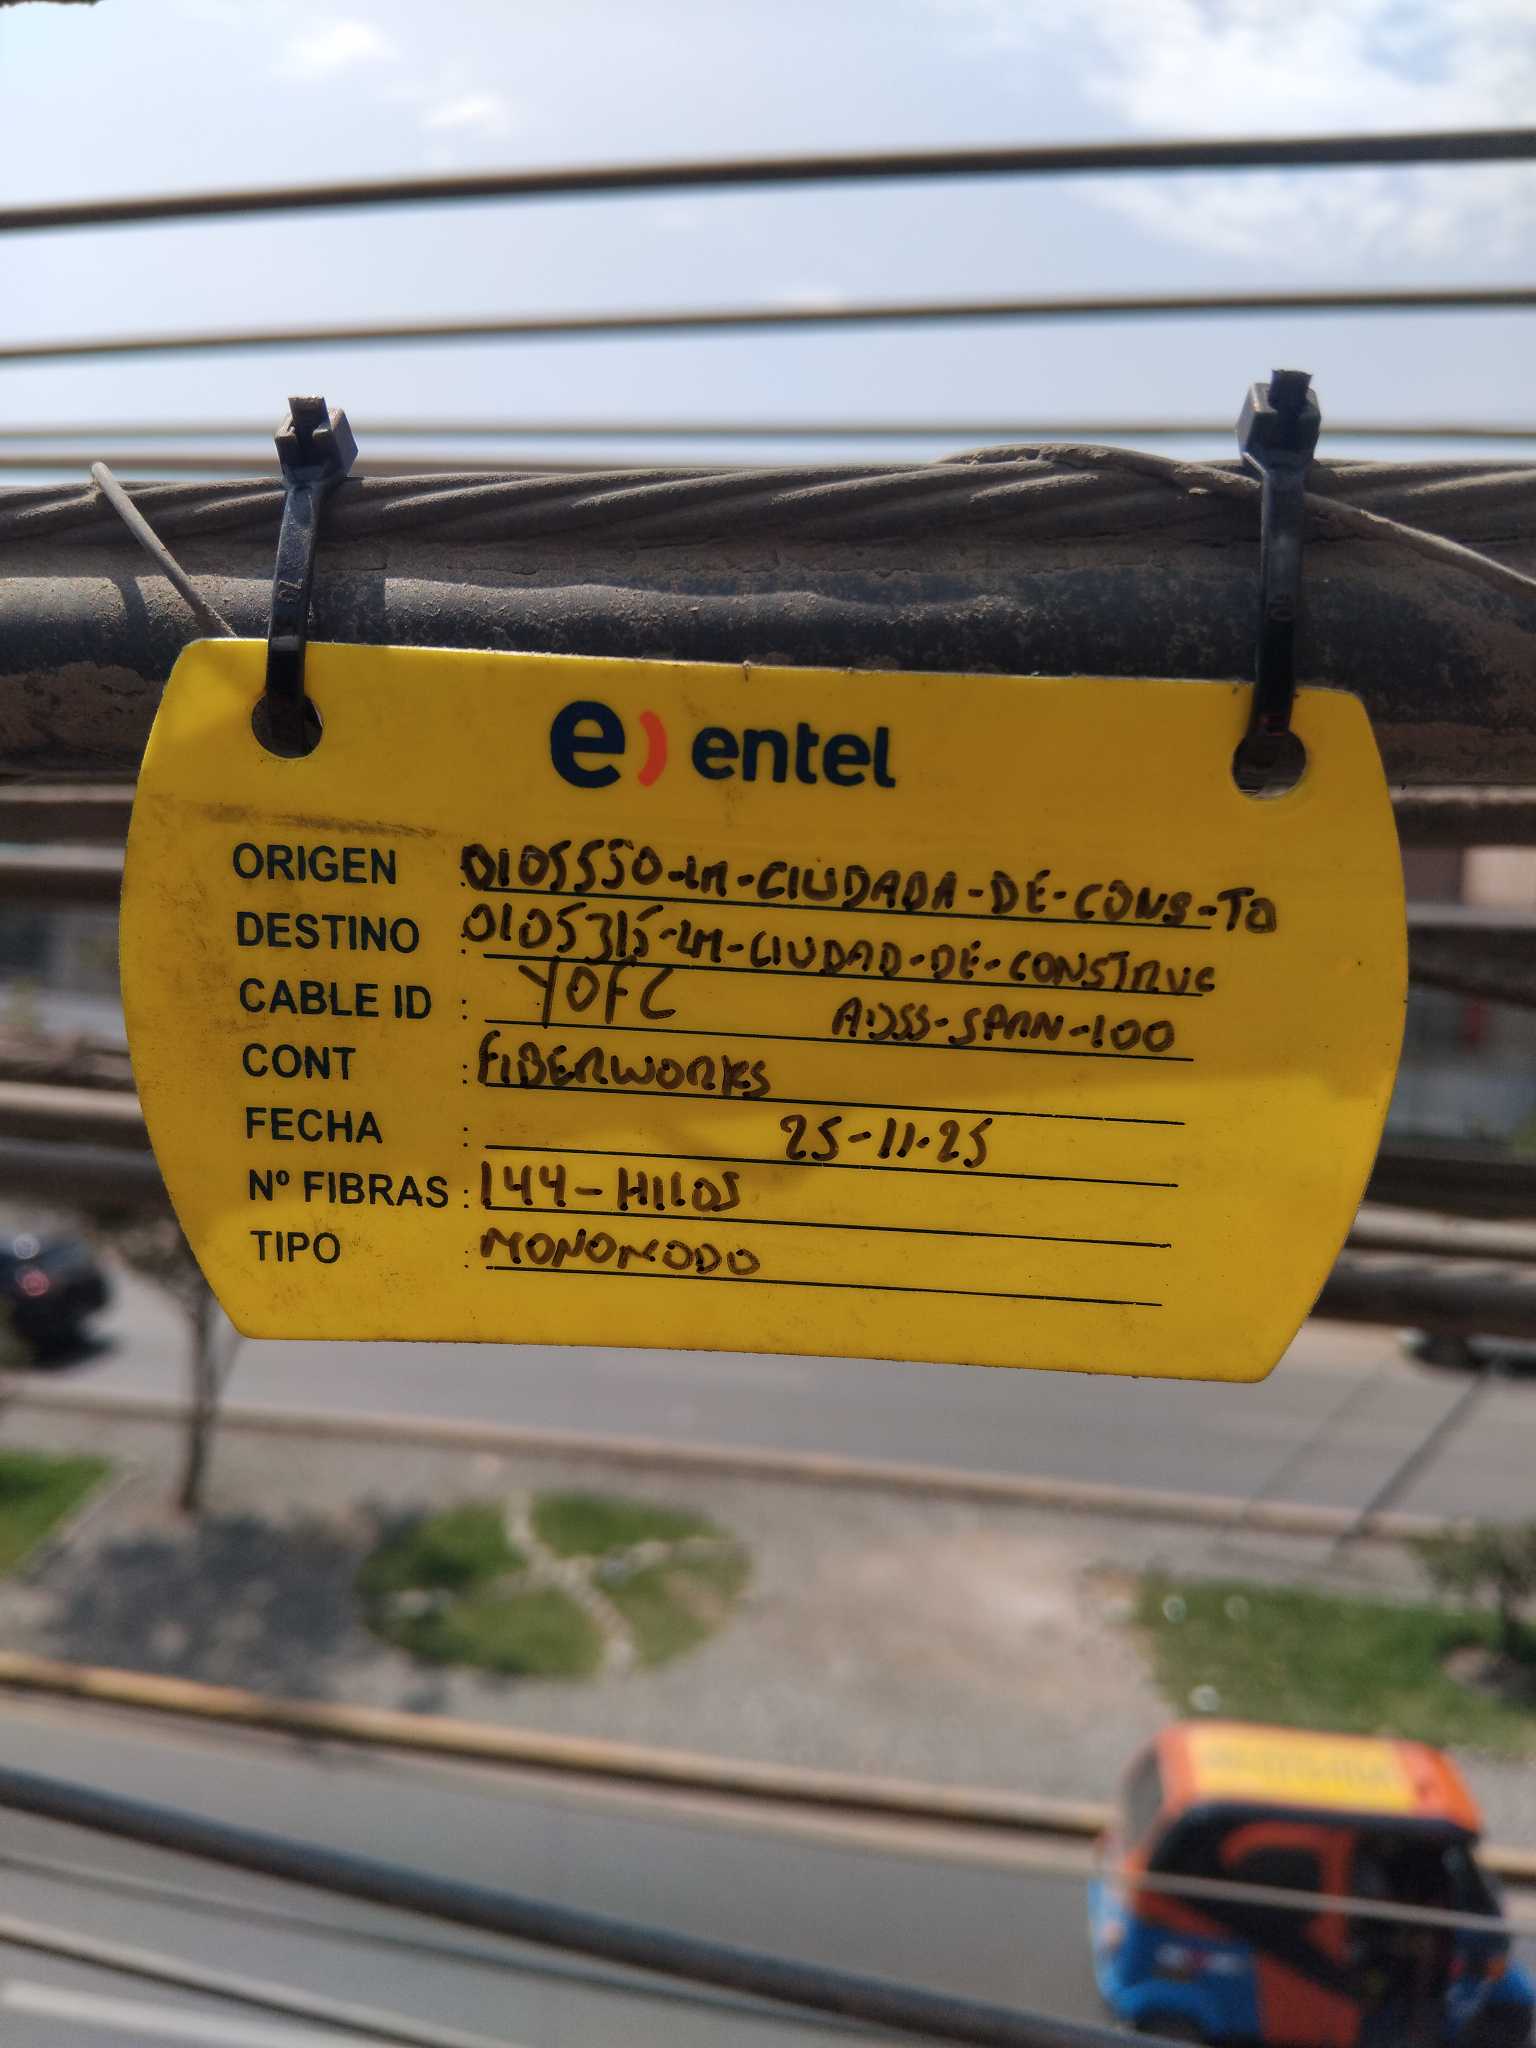 e) entel
ORIGEN : 0105550-LM-CIUDADA-DE-CONS-TO
DESTINO : 0105315-LM-CIUDAD-DE-CONSTRUC
CABLE ID : YOFC ADSS-SPAN-100
CONT : FIBERWORKS
FECHA : 25-11-25
Nº FIBRAS : 144-HILOS
TIPO : MONOMODO